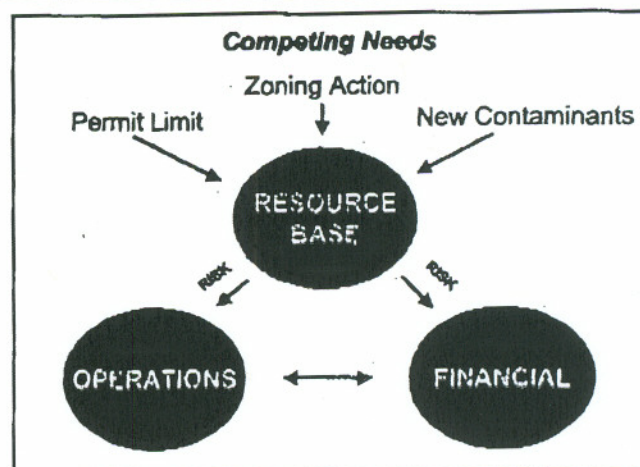 Competing Needs
Zoning Action
Permit Limit
New Contaminants
RESOURCE
BASE
RISK
RISK
OPERATIONS
FINANCIAL